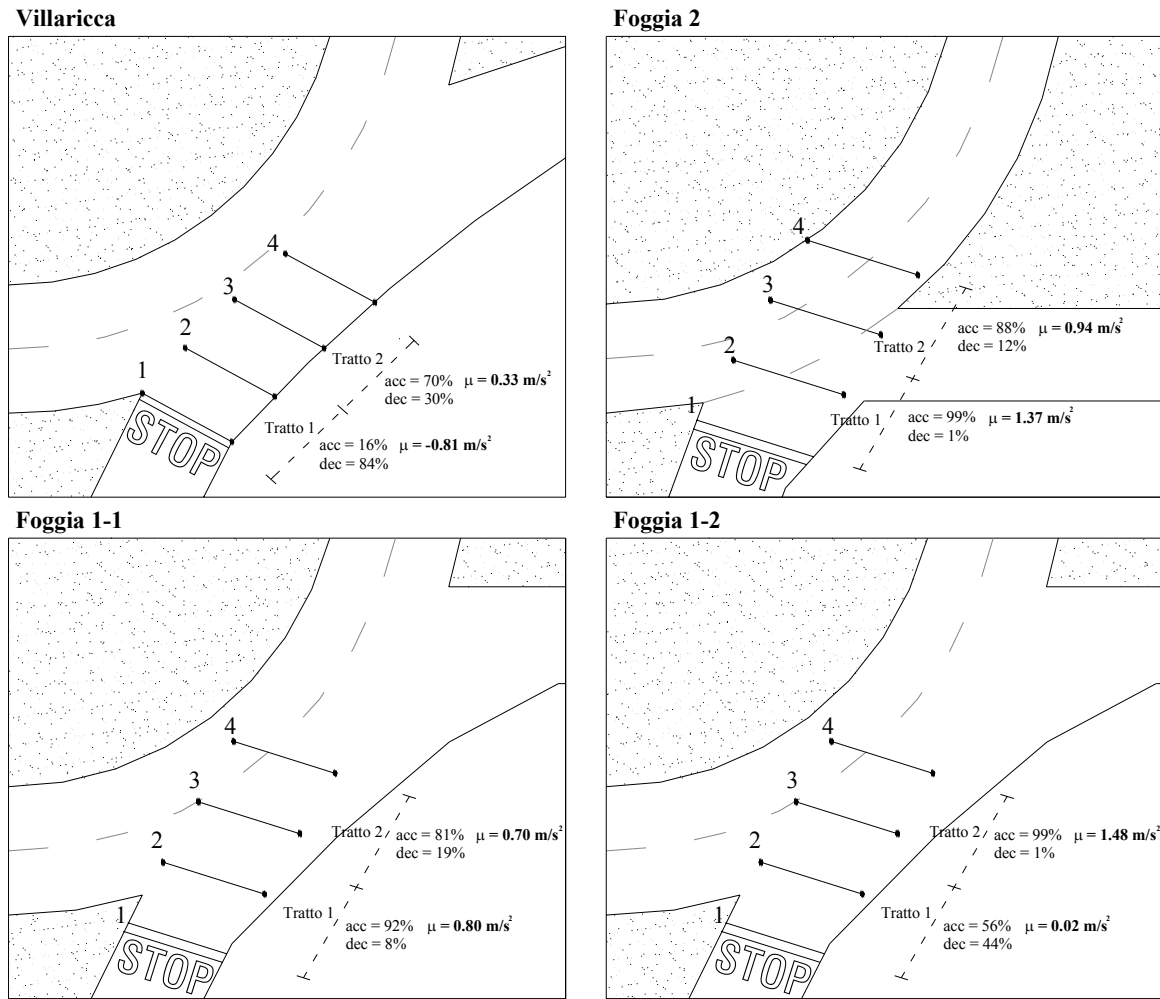 Villaricca
4
3
2
1
STOP
Tratto 2
acc = 70% μ = 0.33 m/s²
dec = 30%
Tratto 1
acc = 16% μ = -0.81 m/s²
dec = 84%
Foggia 2
4
3
2
1
STOP
Tratto 2
acc = 88% μ = 0.94 m/s²
dec = 12%
Tratto 1
acc = 99% μ = 1.37 m/s²
dec = 1%
Foggia 1-1
4
3
2
1
STOP
Tratto 2
acc = 81% μ = 0.70 m/s²
dec = 19%
Tratto 1
acc = 92% μ = 0.80 m/s²
dec = 8%
Foggia 1-2
4
3
2
1
STOP
Tratto 2
acc = 99% μ = 1.48 m/s²
dec = 1%
Tratto 1
acc = 56% μ = 0.02 m/s²
dec = 44%